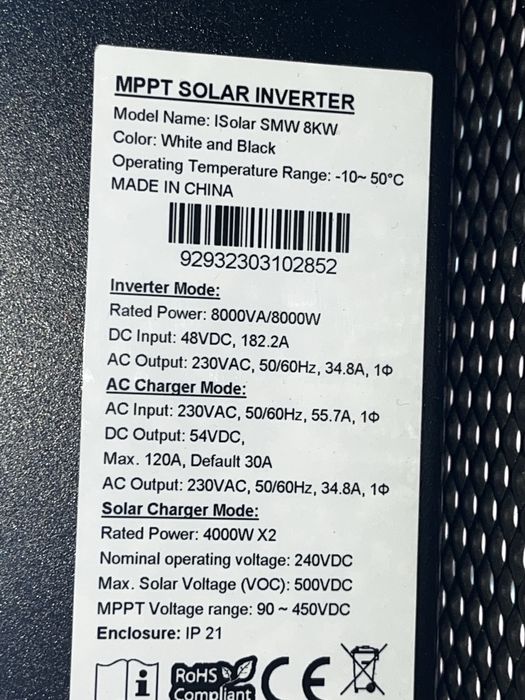 MPPT SOLAR INVERTER
Model Name: ISolar SMW 8KW
Color: White and Black
Operating Temperature Range: -10~ 50°C
MADE IN CHINA
92932303102852
Inverter Mode:
Rated Power: 8000VA/8000W
DC Input: 48VDC, 182.2A
AC Output: 230VAC, 50/60Hz, 34.8A, 1Φ
AC Charger Mode:
AC Input: 230VAC, 50/60Hz, 55.7A, 1Φ
DC Output: 54VDC,
Max. 120A, Default 30A
AC Output: 230VAC, 50/60Hz, 34.8A, 1Φ
Solar Charger Mode:
Rated Power: 4000W X2
Nominal operating voltage: 240VDC
Max. Solar Voltage (VOC): 500VDC
MPPT Voltage range: 90 ~ 450VDC
Enclosure: IP 21
i RoHS CE
Compliant